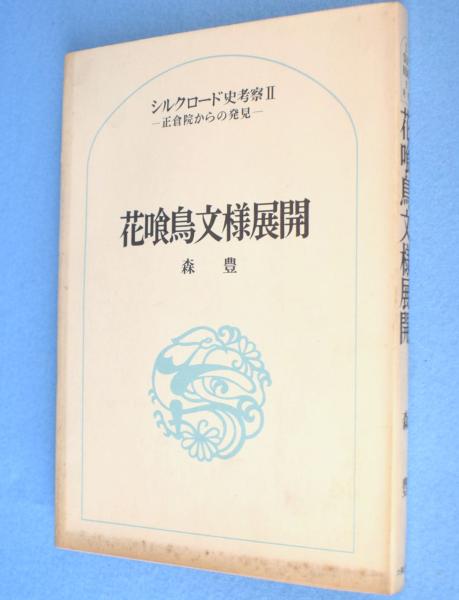 シルクロード史考察Ⅱ
―正倉院からの発見―
花喰鳥文様展開
森 豊
花喰鳥文様展開
森 豊